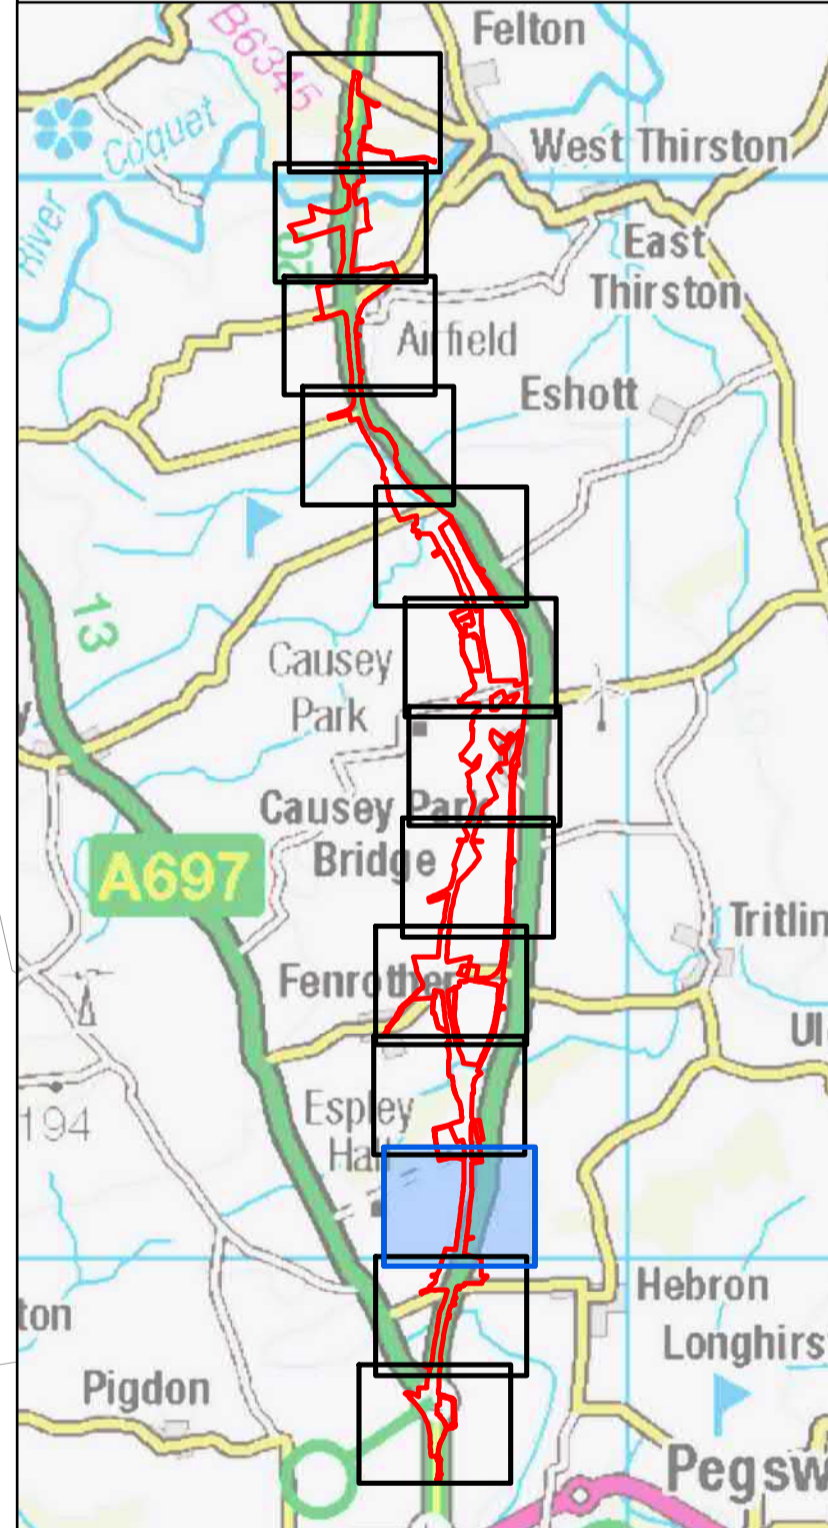 Felton
B6345
Coquet
West Thirston
River
East
Thirston
Airfield
Eshott
13
Causey
Park
Causey Park
Bridge
A697
Tritlin
Fenrother
Ul
Espley
Hall
194
Hebron
ton
Longhirs
Pigdon
Pegsw